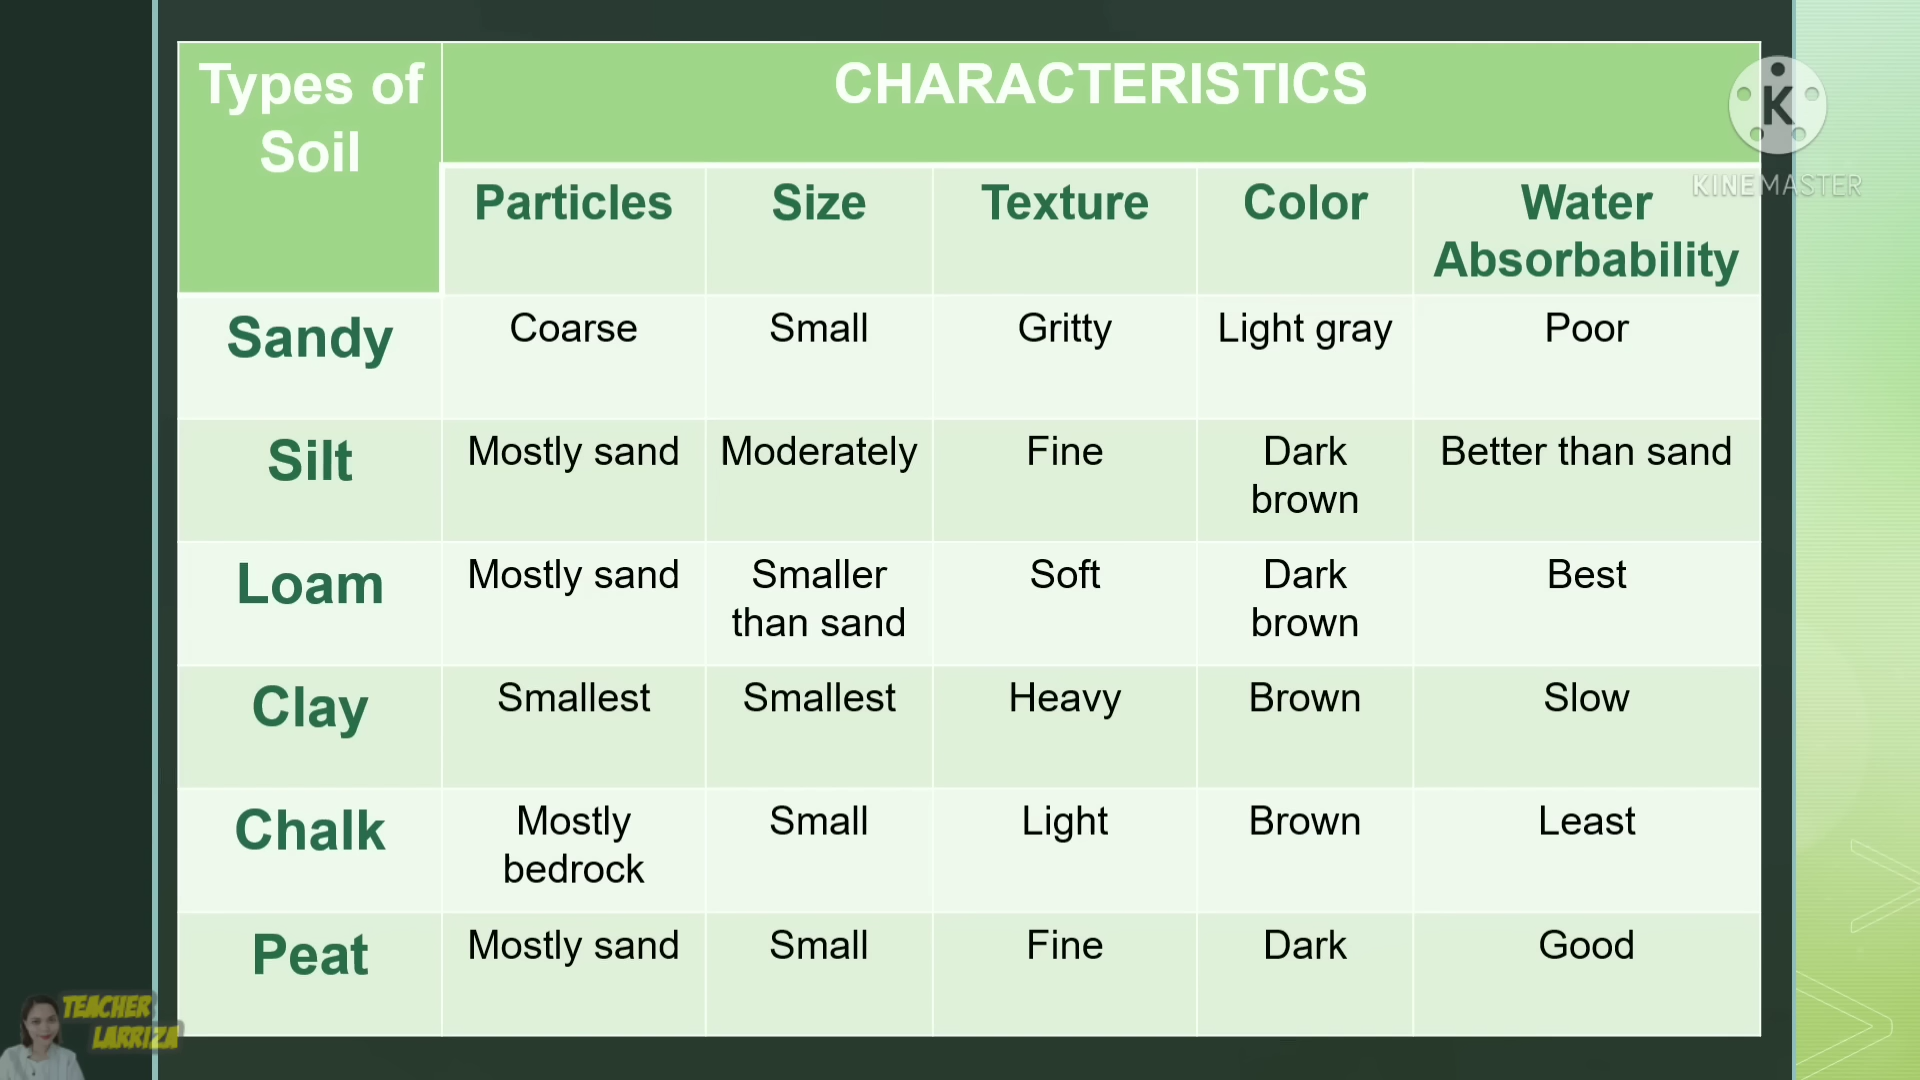 Types of
Soil
CHARACTERISTICS
K
KINEMASTER
Particles
Size
Texture
Color
Water
Absorbability
Sandy
Coarse
Small
Gritty
Light gray
Poor
Silt
Mostly sand
Moderately
Fine
Dark
brown
Better than sand
Loam
Mostly sand
Smaller
than sand
Soft
Dark
brown
Best
Clay
Smallest
Smallest
Heavy
Brown
Slow
Chalk
Mostly
bedrock
Small
Light
Brown
Least
Peat
Mostly sand
Small
Fine
Dark
Good
TEACHER
LARRIZA